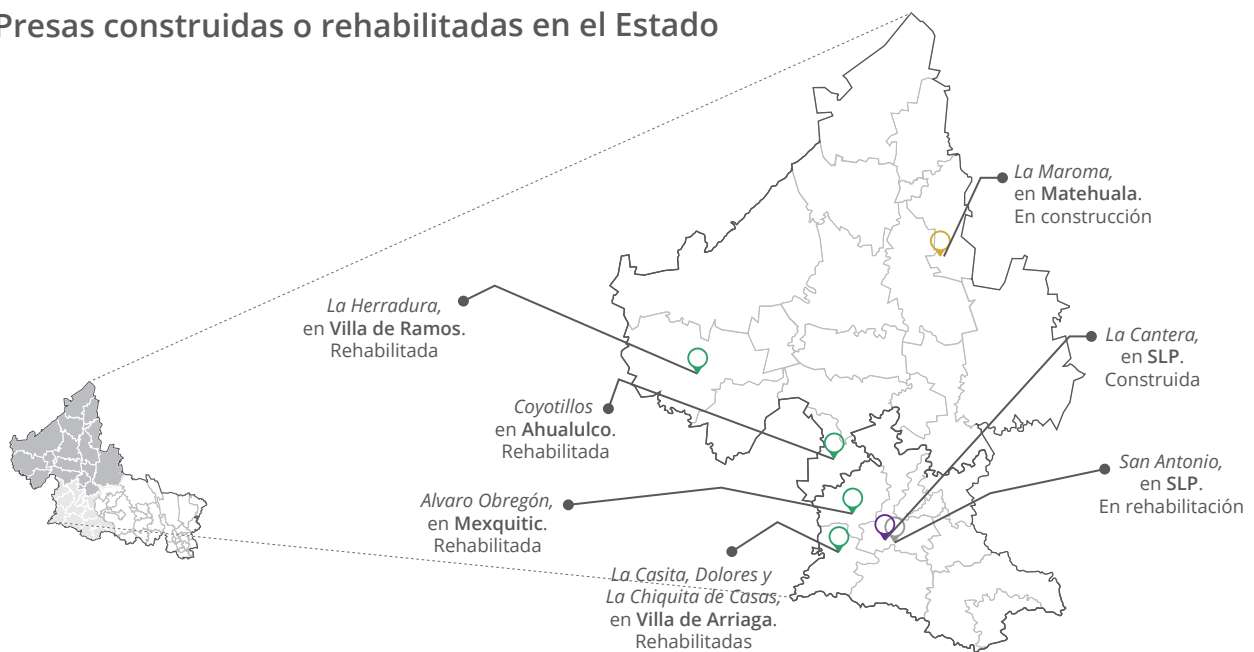 Presas construidas o rehabilitadas en el Estado
La Maroma,
en Matehuala.
En construcción
La Herradura,
en Villa de Ramos.
Rehabilitada
La Cantera,
en SLP.
Construida
Coyotillos
en Ahualulco.
Rehabilitada
San Antonio,
en SLP.
En rehabilitación
Alvaro Obregón,
en Mexquitic.
Rehabilitada
La Casita, Dolores y
La Chiquita de Casas,
en Villa de Arriaga.
Rehabilitadas